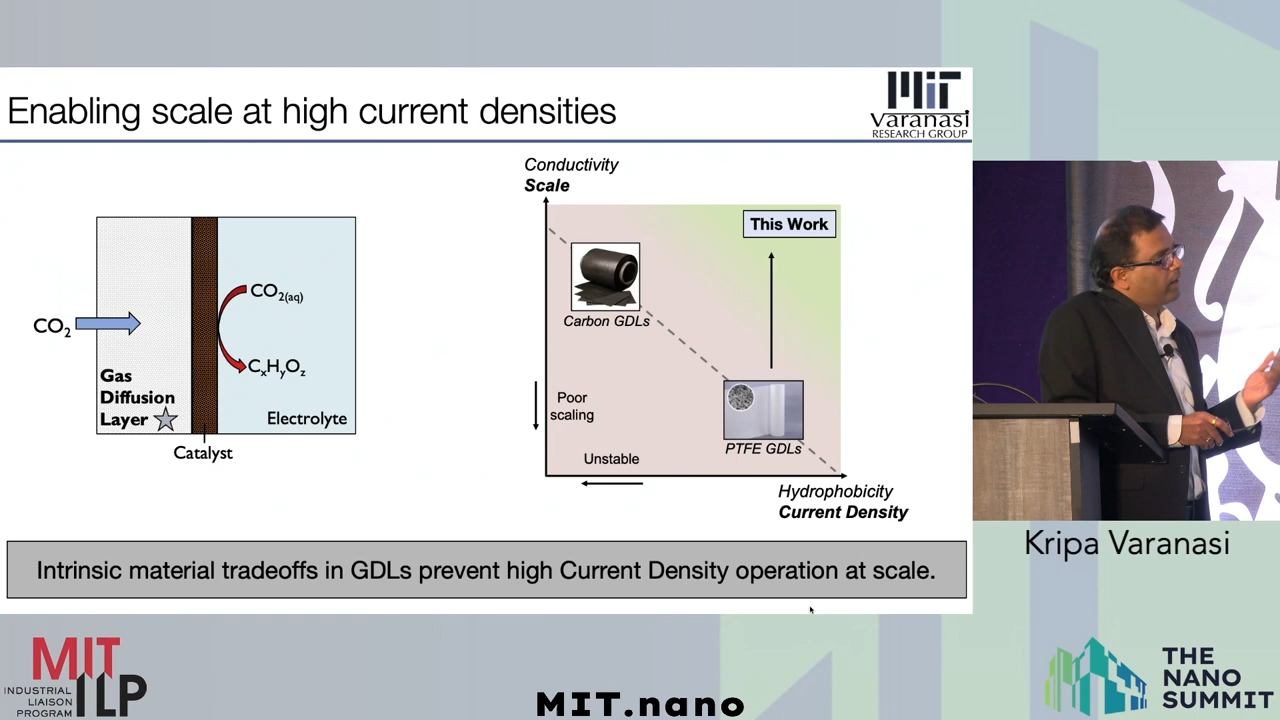 Enabling scale at high current densities
MIT
varanasi
RESEARCH GROUP
CO2
Gas
Diffusion
Layer
Catalyst
CO2(aq)
CxHyOz
Electrolyte
Conductivity
Scale
This Work
Carbon GDLs
Poor
scaling
PTFE GDLs
Unstable
Hydrophobicity
Current Density
Intrinsic material tradeoffs in GDLs prevent high Current Density operation at scale.
Kripa Varanasi
MIT
ILP
INDUSTRIAL
LIAISON
PROGRAM
MIT.nano
THE
NANO
SUMMIT